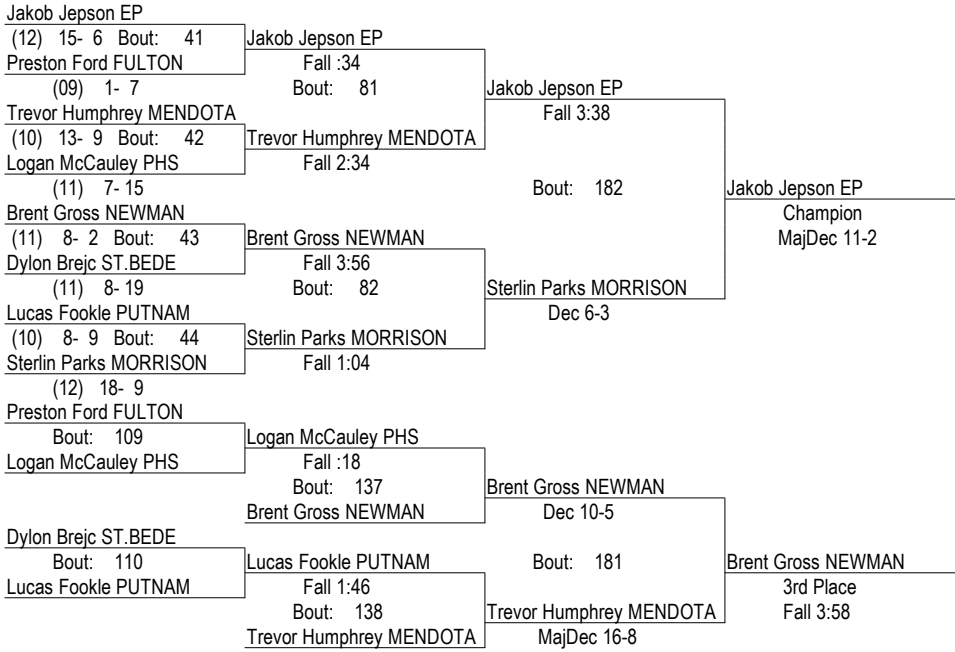 Jakob Jepson EP
(12) 15- 6 Bout: 41 Jakob Jepson EP
Preston Ford FULTON Fall :34
(09) 1- 7 Bout: 81 Jakob Jepson EP
Trevor Humphrey MENDOTA Fall 3:38
(10) 13- 9 Bout: 42 Trevor Humphrey MENDOTA
Logan McCauley PHS Fall 2:34
(11) 7- 15 Bout: 182 Jakob Jepson EP
Brent Gross NEWMAN Champion
(11) 8- 2 Bout: 43 Brent Gross NEWMAN MajDec 11-2
Dylon Brejc ST.BEDE Fall 3:56
(11) 8- 19 Bout: 82 Sterlin Parks MORRISON
Lucas Fookle PUTNAM Dec 6-3
(10) 8- 9 Bout: 44 Sterlin Parks MORRISON
Sterlin Parks MORRISON Fall 1:04
(12) 18- 9
Preston Ford FULTON
Bout: 109 Logan McCauley PHS
Logan McCauley PHS Fall :18
Bout: 137 Brent Gross NEWMAN
Brent Gross NEWMAN Dec 10-5
Dylon Brejc ST.BEDE
Bout: 110 Lucas Fookle PUTNAM Bout: 181 Brent Gross NEWMAN
Lucas Fookle PUTNAM Fall 1:46 3rd Place
Bout: 138 Trevor Humphrey MENDOTA Fall 3:58
Trevor Humphrey MENDOTA MajDec 16-8